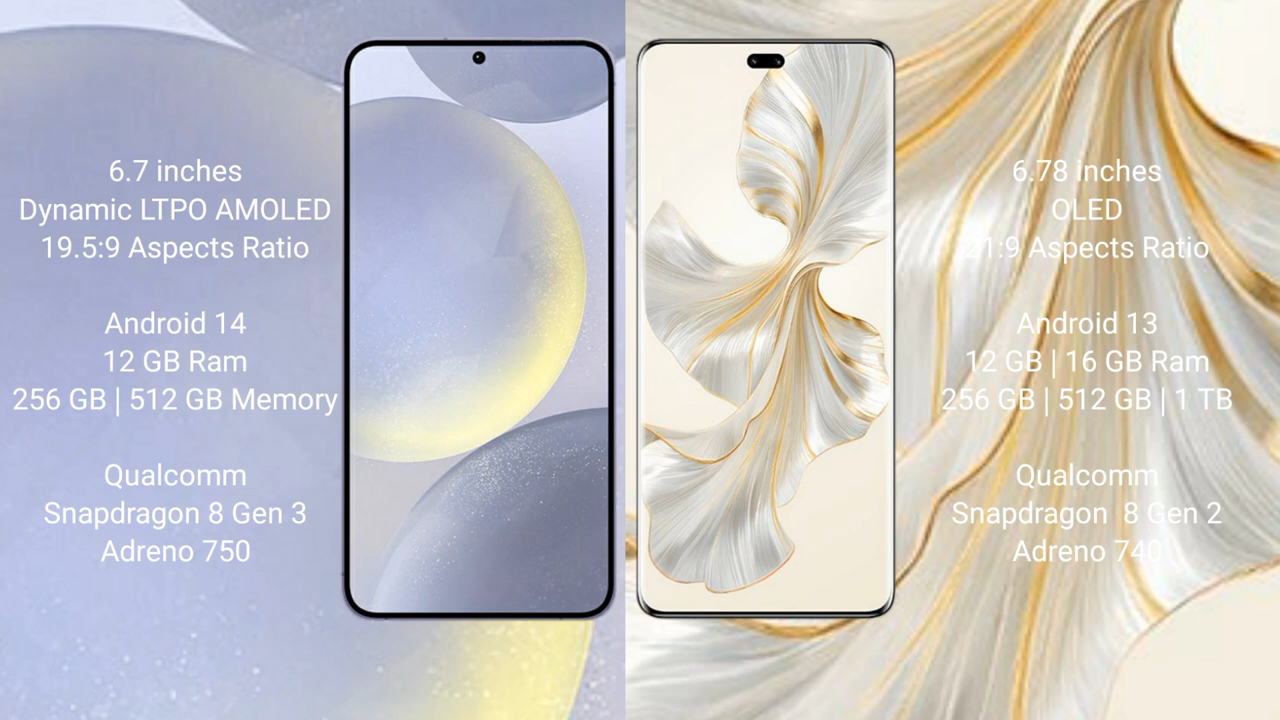 6.7 inches
Dynamic LTPO AMOLED
19.5:9 Aspects Ratio
Android 14
12 GB Ram
256 GB | 512 GB Memory
Qualcomm
Snapdragon 8 Gen 3
Adreno 750
6.78 inches
OLED
21:9 Aspects Ratio
Android 13
12 GB | 16 GB Ram
256 GB | 512 GB | 1 TB
Qualcomm
Snapdragon 8 Gen 2
Adreno 740